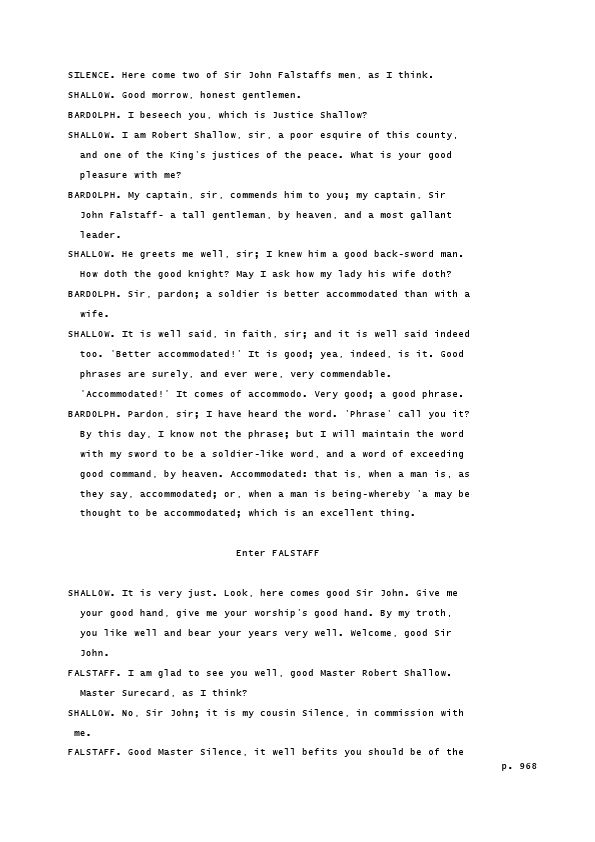 SILENCE. Here come two of Sir John Falstaffs men, as I think.
SHALLOW. Good morrow, honest gentlemen.
BARDOLPH. I beseech you, which is Justice Shallow?
SHALLOW. I am Robert Shallow, sir, a poor esquire of this county,
and one of the King's justices of the peace. What is your good
pleasure with me?
BARDOLPH. My captain, sir, commends him to you; my captain, Sir
John Falstaff- a tall gentleman, by heaven, and a most gallant
leader.
SHALLOW. He greets me well, sir; I knew him a good back-sword man.
How doth the good knight? May I ask how my lady his wife doth?
BARDOLPH. Sir, pardon; a soldier is better accommodated than with a
wife.
SHALLOW. It is well said, in faith, sir; and it is well said indeed
too. 'Better accommodated!' It is good; yea, indeed, is it. Good
phrases are surely, and ever were, very commendable.
'Accommodated!' It comes of accommodo. Very good; a good phrase.
BARDOLPH. Pardon, sir; I have heard the word. 'Phrase' call you it?
By this day, I know not the phrase; but I will maintain the word
with my sword to be a soldier-like word, and a word of exceeding
good command, by heaven. Accommodated: that is, when a man is, as
they say, accommodated; or, when a man is being-whereby 'a may be
thought to be accommodated; which is an excellent thing.
Enter FALSTAFF
SHALLOW. It is very just. Look, here comes good Sir John. Give me
your good hand, give me your worship's good hand. By my troth,
you like well and bear your years very well. Welcome, good Sir
John.
FALSTAFF. I am glad to see you well, good Master Robert Shallow.
Master Surecard, as I think?
SHALLOW. No, Sir John; it is my cousin Silence, in commission with
me.
FALSTAFF. Good Master Silence, it well befits you should be of the
p. 968